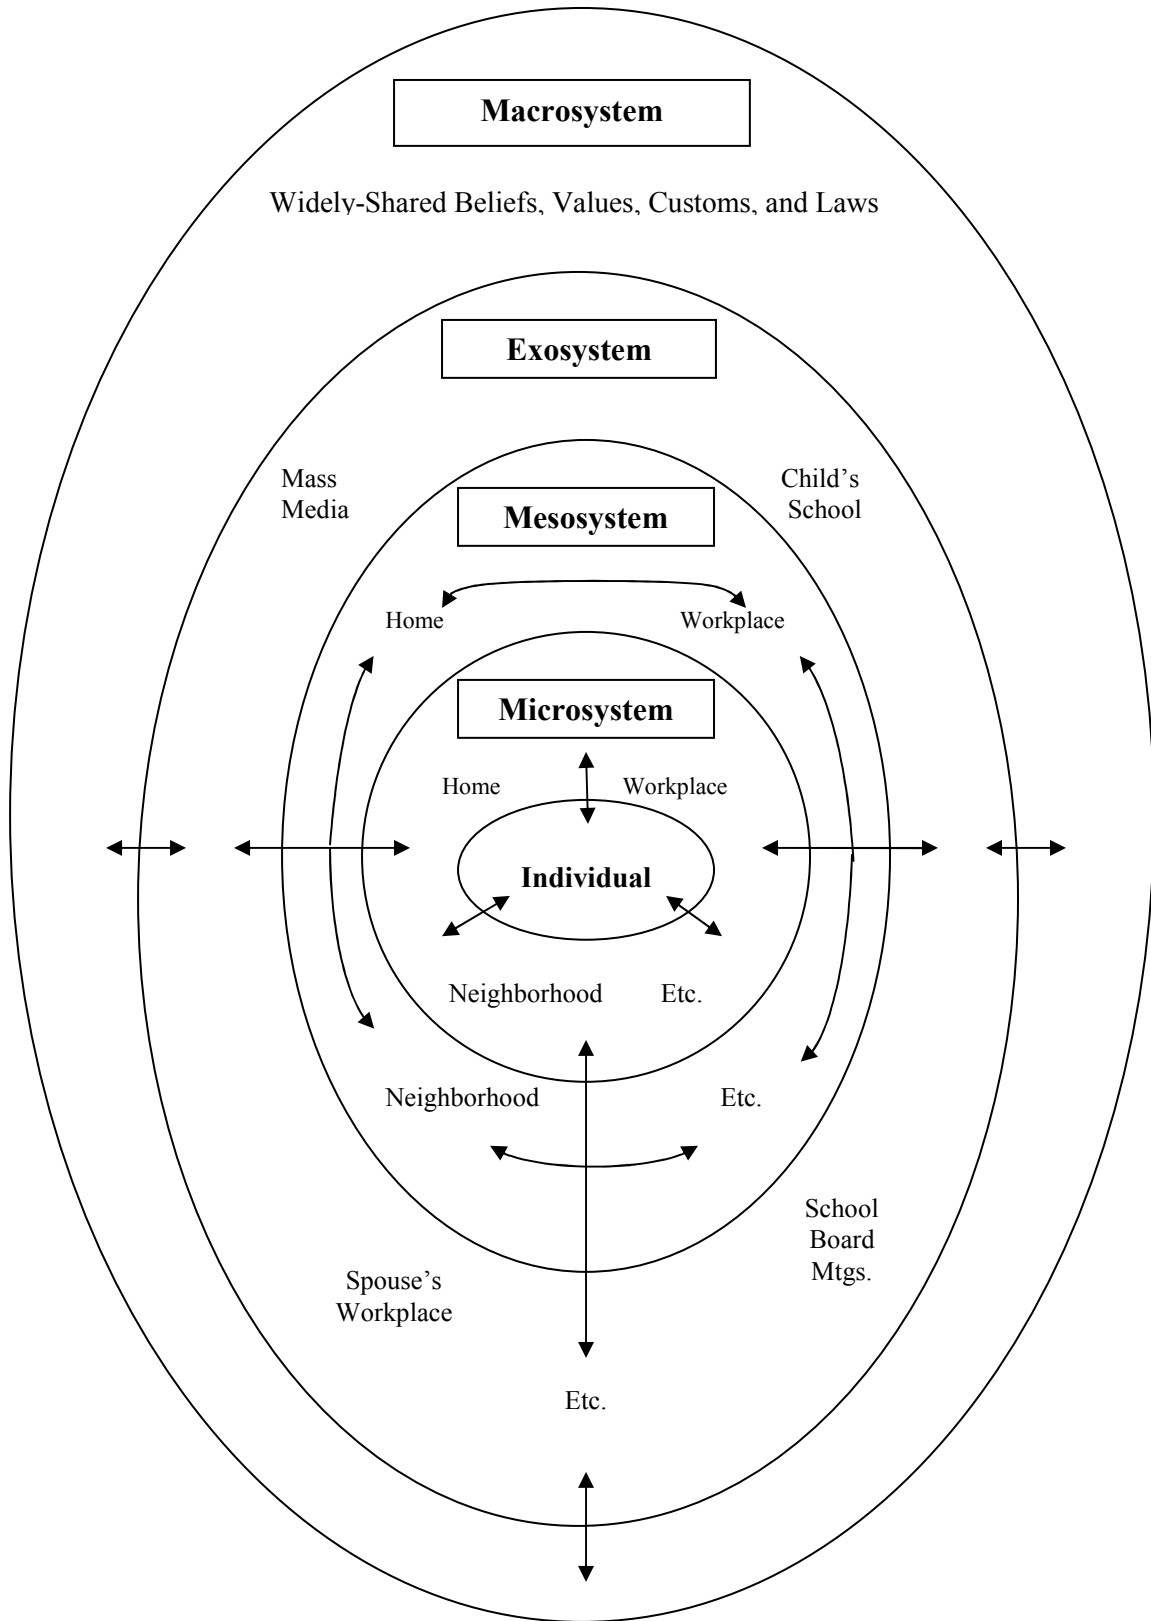 Macrosystem
Widely-Shared Beliefs, Values, Customs, and Laws
Exosystem
Mass
Media
Child's
School
Mesosystem
Home
Workplace
Microsystem
Home
Workplace
Individual
Neighborhood
Etc.
Neighborhood
Etc.
School
Board
Mtgs.
Spouse's
Workplace
Etc.